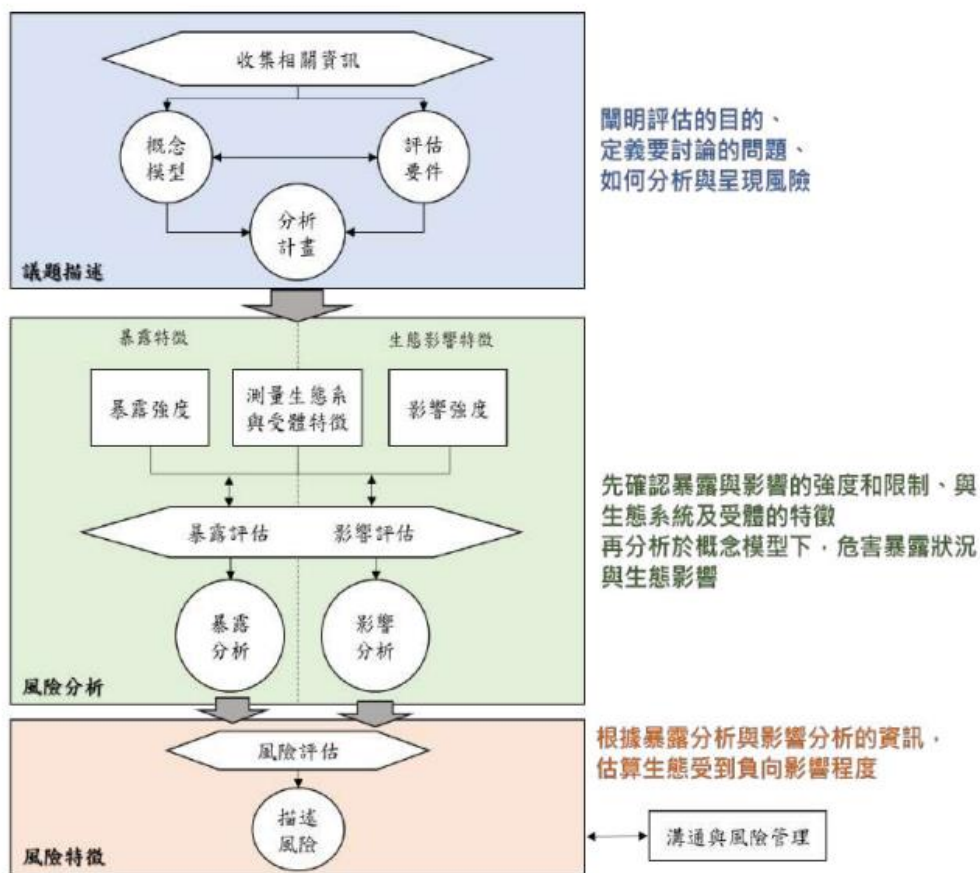 收集相關資訊
概念
模型
評估
要件
分析
計畫
議題描述
闡明評估的目的、
定義要討論的問題、
如何分析與呈現風險
暴露特徵
生態影響特徵
暴露強度
測量生態系
與受體特徵
影響強度
暴露評估
影響評估
暴露
分析
影響
分析
風險分析
先確認暴露與影響的強度和限制、與
生態系統及受體的特徵
再分析於概念模型下，危害暴露狀況
與生態影響
風險評估
描述
風險
風險特徵
根據暴露分析與影響分析的資訊，
估算生態受到負向影響程度
溝通與風險管理